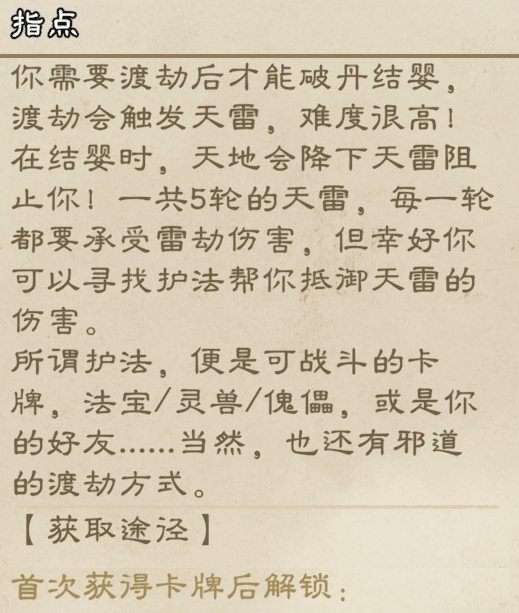 指点
你需要渡劫后才能破丹结婴，
渡劫会触发天雷，难度很高！
在结婴时，天地会降下天雷阻
止你！一共5轮的天雷，每一轮
都要承受雷劫伤害，但幸好你
可以寻找护法帮你抵御天雷的
伤害。
所谓护法，便是可战斗的卡
牌，法宝/灵兽/傀儡，或是你
的好友……当然，也还有邪道
的渡劫方式。
【获取途径】
首次获得卡牌后解锁：